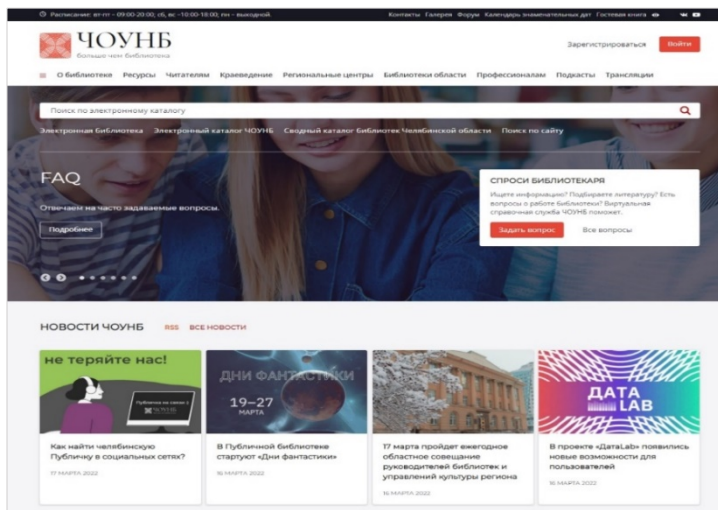 Расписание: вт-пт – 09:00-20:00; сб, вс –10:00-18:00; пн – выходной.
Контакты Галерея Форум Календарь знаменательных дат Гостевая книга
ЧОУНБ
больше чем библиотека
Зарегистрироваться Войти
О библиотеке Ресурсы Читателям Краеведение Региональные центры Библиотеки области Профессионалам Подкасты Трансляции
Поиск по электронному каталогу
Электронная библиотека Электронный каталог ЧОУНБ Сводный каталог библиотек Челябинской области Поиск по сайту
FAQ
Отвечаем на часто задаваемые вопросы.
Подробнее
СПРОСИ БИБЛИОТЕКАРЯ
Ищете информацию? Подбираете литературу? Есть
вопросы о работе библиотеки? Виртуальная
справочная служба ЧОУНБ поможет.
Задать вопрос Все вопросы
НОВОСТИ ЧОУНБ RSS ВСЕ НОВОСТИ
не теряйте нас!
Публичка на связи :)
ЧОУНБ
Как найти челябинскую
Публичку в социальных сетях?
17 МАРТА 2022
ДНИ ФАНТАСТИКИ
19–27
МАРТА
В Публичной библиотеке
стартуют «Дни фантастики»
16 МАРТА 2022
17 марта пройдет ежегодное
областное совещание
руководителей библиотек и
управлений культуры региона
16 МАРТА 2022
ДАТА
LAB
В проекте «ДатаLab» появились
новые возможности для
пользователей
16 МАРТА 2022